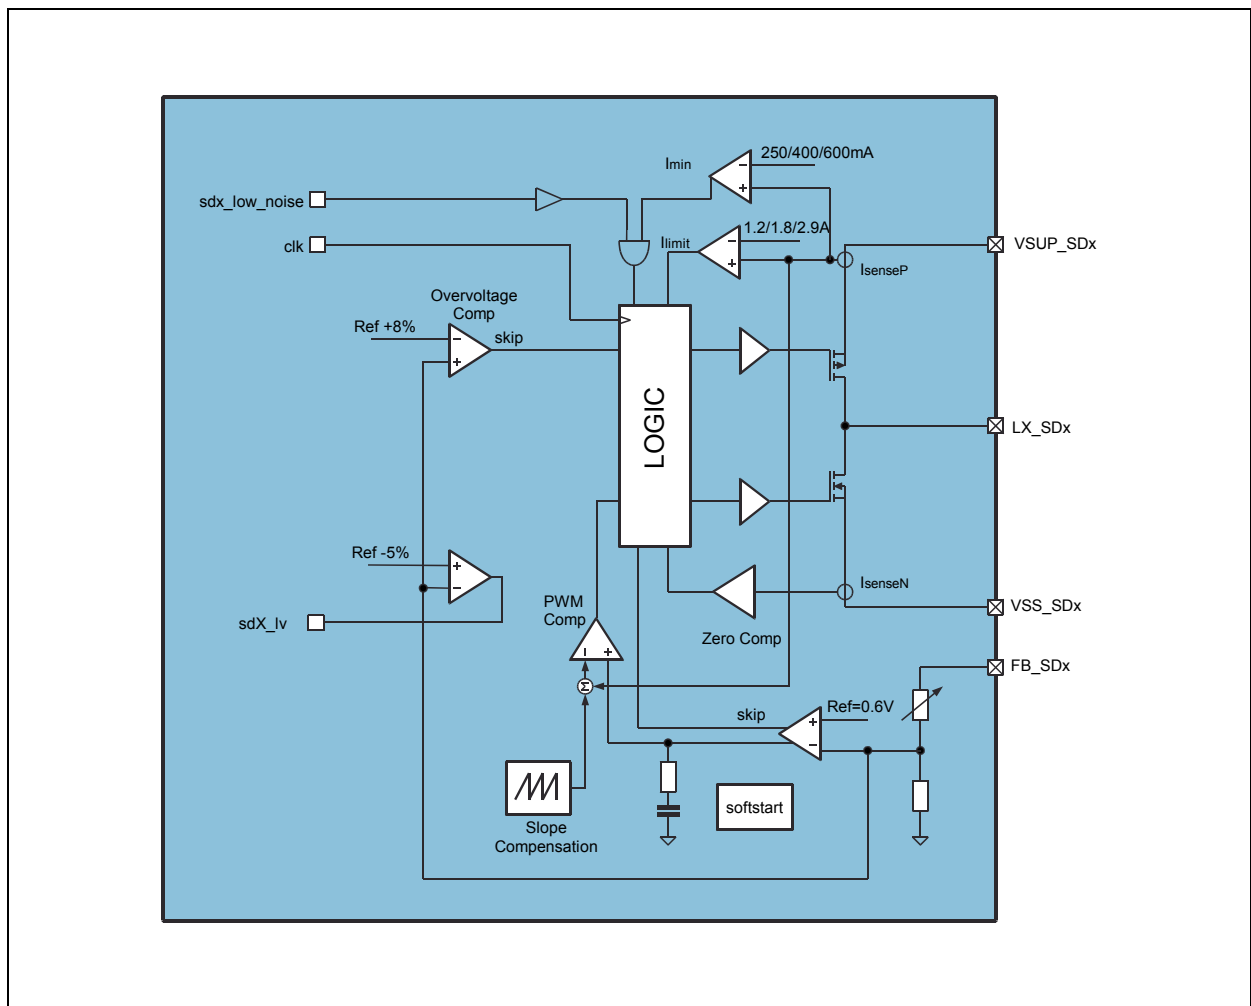 250/400/600mA
Imin
−
+
sdx_low_noise
1.2/1.8/2.9A
clk
Ilimit
−
+
VSUP_SDx
IsenseP
Overvoltage
Comp
Ref +8%
skip
−
+
LOGIC
LX_SDx
Ref -5%
+
−
IsenseN
PWM
Comp
VSS_SDx
sdX_lv
Zero Comp
− +
FB_SDx
Σ
Ref=0.6V
skip
+
−
softstart
Slope
Compensation